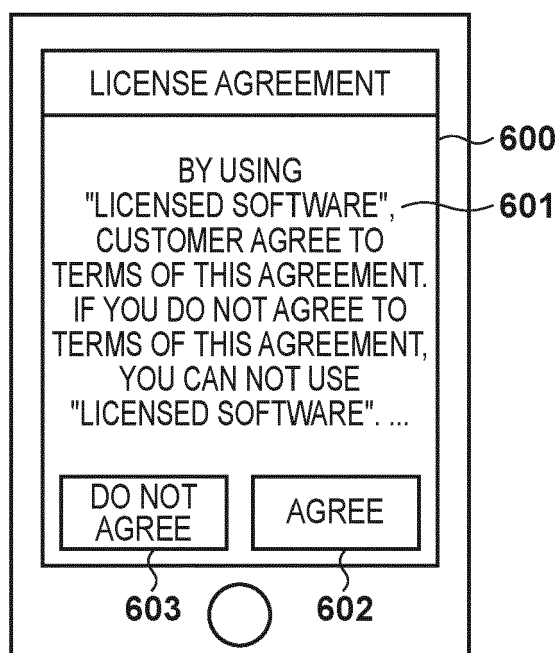 LICENSE AGREEMENT
600
BY USING
"LICENSED SOFTWARE",
601
CUSTOMER AGREE TO
TERMS OF THIS AGREEMENT.
IF YOU DO NOT AGREE TO
TERMS OF THIS AGREEMENT,
YOU CAN NOT USE
"LICENSED SOFTWARE". ...
DO NOT
AGREE
AGREE
603
602